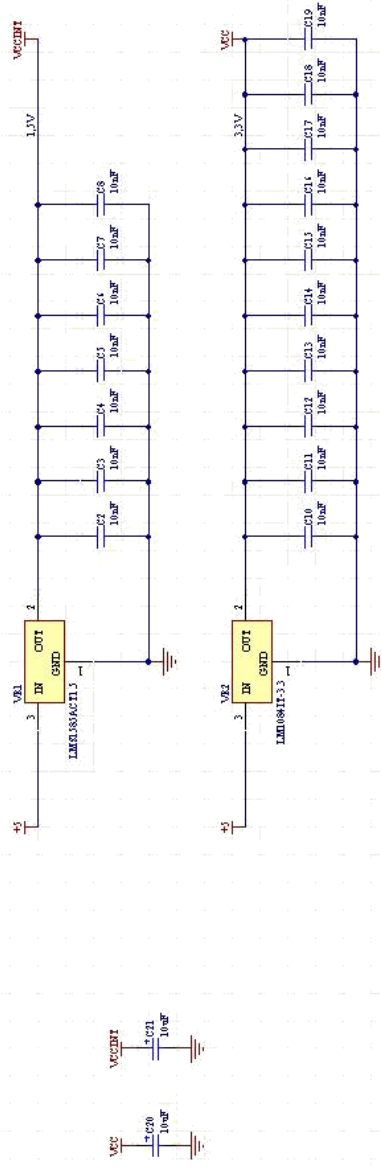 +5
VR1
3
IN
OUT
2
GND
1
LMS1585ACT1.5
1,5V
VCCINT
C2
10nF
C3
10nF
C4
10nF
C5
10nF
C6
10nF
C7
10nF
C8
10nF
VCC
+
C20
10uF
VCCINT
+
C21
10uF
+5
VR2
3
IN
OUT
2
GND
1
LM1084IT-3.3
3,3V
VCC
C10
10nF
C11
10nF
C12
10nF
C13
10nF
C14
10nF
C15
10nF
C16
10nF
C17
10nF
C18
10nF
C19
10nF